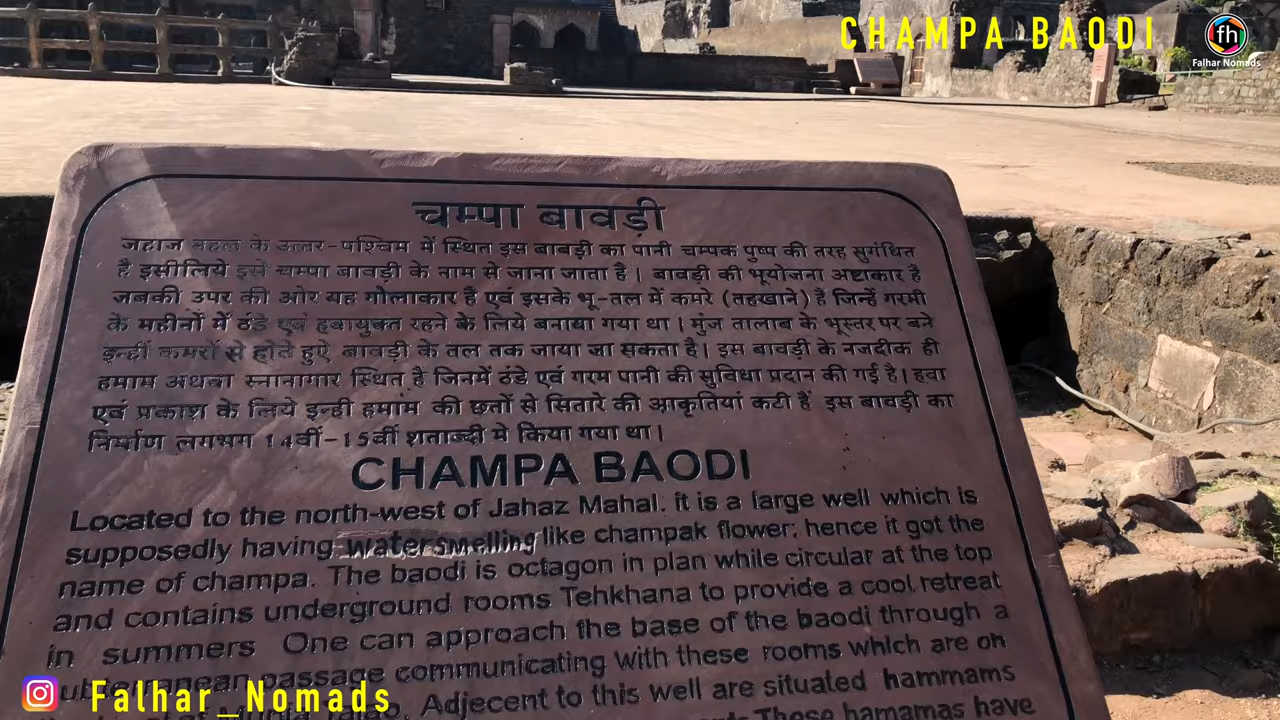 CHAMPA BAODI
fh
Falhar Nomads
चम्पा बावड़ी
जहाज महल के उत्तर-पश्चिम में स्थित इस बाबड़ी का पानी चम्पक पुष्प की तरह सुगंधित
है इसीलिये इसे चम्पा बावड़ी के नाम से जाना जाता है। बावड़ी की भूयोजना अष्टाकार है
जबकी उपर की ओर यह गोलाकार है एवं इसके भू-तल में कमरे (तहखाने) है जिन्हें गरमी
के महीनों में ठंडे एवं हवायुक्त रहने के लिये बनाया गया था। मुंज तालाब के भूस्तर पर बने
इन्हीं कमरों से होते हुऐ बावड़ी के तल तक जाया जा सकता है। इस बावड़ी के नजदीक ही
हमाम अथवा स्नानागार स्थित है जिनमें ठंडे एवं गरम पानी की सुविधा प्रदान की गई है। हवा
एवं प्रकाश के लिये इन्ही हमाम की छतों से सितारे की आकृतियां कटी हैं इस बावड़ी का
निर्माण लगभग 14वीं-15वीं शताब्दी मे किया गया था।
CHAMPA BAODI
Located to the north-west of Jahaz Mahal. it is a large well which is
supposedly having water smelling like champak flower; hence it got the
name of champa. The baodi is octagon in plan while circular at the top
and contains underground rooms Tehkhana to provide a cool retreat
in summers One can approach the base of the baodi through a
passage communicating with these rooms which are on
Adjecent to this well are situated hammams
These hamamas have
Falhar_Nomads